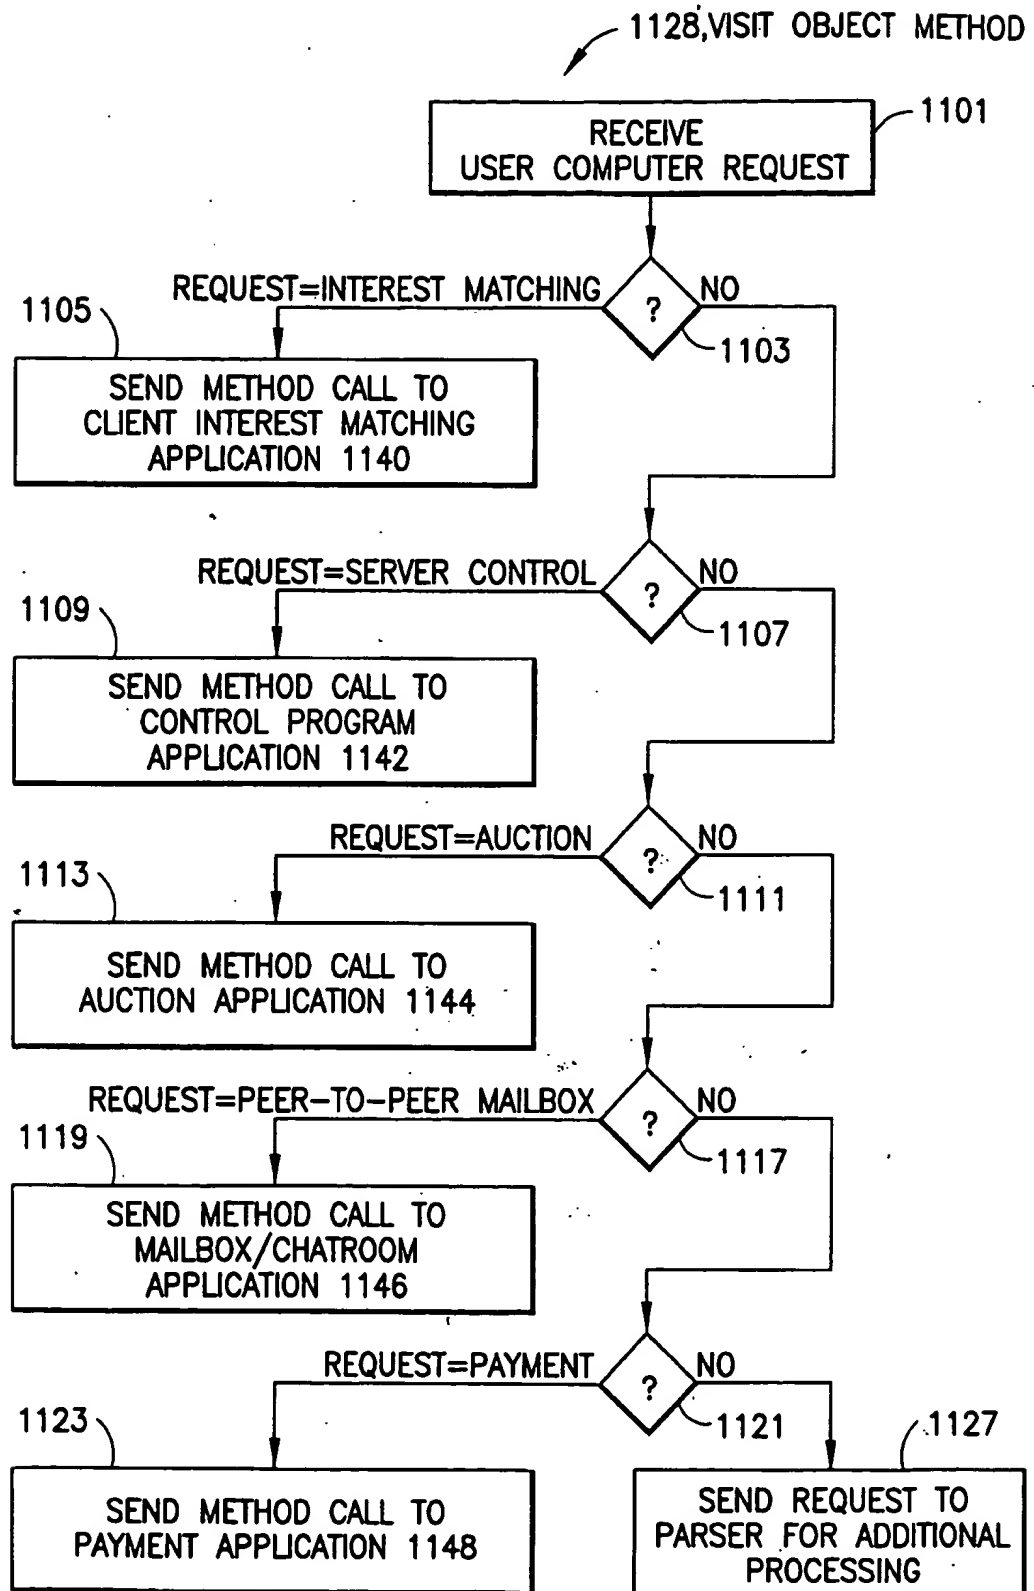 1128,VISIT OBJECT METHOD
1101
RECEIVE
USER COMPUTER REQUEST
REQUEST=INTEREST MATCHING
?
NO
1103
1105
SEND METHOD CALL TO
CLIENT INTEREST MATCHING
APPLICATION 1140
REQUEST=SERVER CONTROL
?
NO
1107
1109
SEND METHOD CALL TO
CONTROL PROGRAM
APPLICATION 1142
REQUEST=AUCTION
?
NO
1111
1113
SEND METHOD CALL TO
AUCTION APPLICATION 1144
REQUEST=PEER-TO-PEER MAILBOX
?
NO
1117
1119
SEND METHOD CALL TO
MAILBOX/CHATROOM
APPLICATION 1146
REQUEST=PAYMENT
?
NO
1121
1123
SEND METHOD CALL TO
PAYMENT APPLICATION 1148
1127
SEND REQUEST TO
PARSER FOR ADDITIONAL
PROCESSING